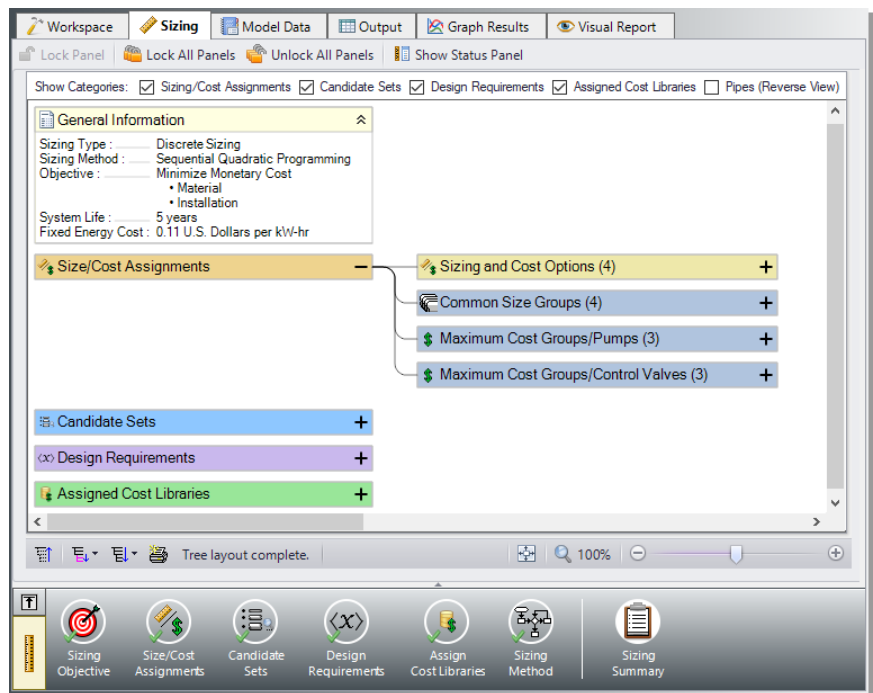 Workspace Sizing Model Data Output Graph Results Visual Report
Lock Panel Lock All Panels Unlock All Panels Show Status Panel
Show Categories: Sizing/Cost Assignments Candidate Sets Design Requirements Assigned Cost Libraries Pipes (Reverse View)
General Information
Sizing Type : Discrete Sizing
Sizing Method : Sequential Quadratic Programming
Objective : Minimize Monetary Cost
• Material
• Installation
System Life : 5 years
Fixed Energy Cost : 0.11 U.S. Dollars per kW-hr
Size/Cost Assignments
Sizing and Cost Options (4)
Common Size Groups (4)
Maximum Cost Groups/Pumps (3)
Maximum Cost Groups/Control Valves (3)
Candidate Sets
Design Requirements
Assigned Cost Libraries
Tree layout complete. 100%
Sizing Objective
Size/Cost Assignments
Candidate Sets
Design Requirements
Assign Cost Libraries
Sizing Method
Sizing Summary